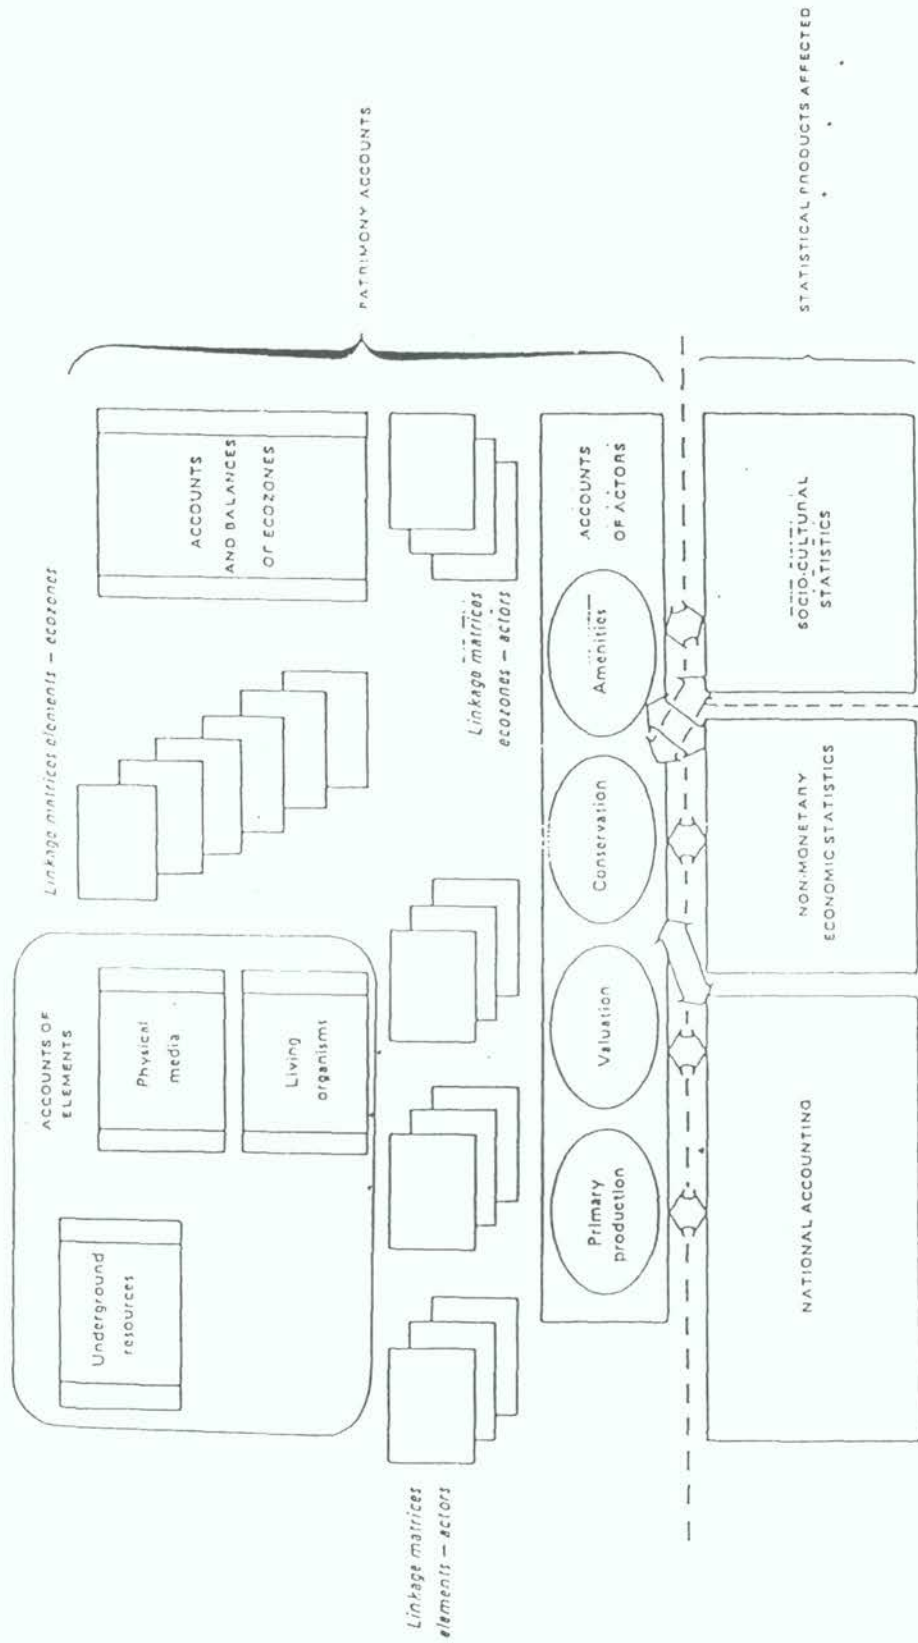 ACCOUNTS OF
ELEMENTS
Underground
resources
Physical
media
Living
organisms
Linkage matrices elements – ecozones
ACCOUNTS
AND BALANCES
OF ECOZONES
PATRIMONY ACCOUNTS
Linkage matrices
elements – actors
Linkage matrices
ecozones – actors
Primary
production
Valuation
Conservation
Amenities
ACCOUNTS
OF ACTORS
NATIONAL ACCOUNTING
NON-MONETARY
ECONOMIC STATISTICS
SOCIO-CULTURAL
STATISTICS
STATISTICAL PRODUCTS AFFECTED